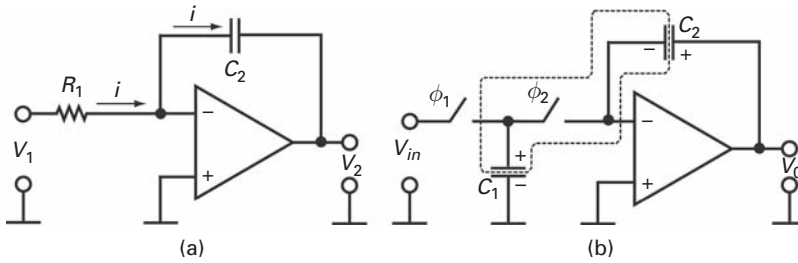 i
C2
R1
i
−
+
V1
V2
(a)
C2
− +
ϕ1
ϕ2
Vin
+
C1 −
−
+
V0
(b)